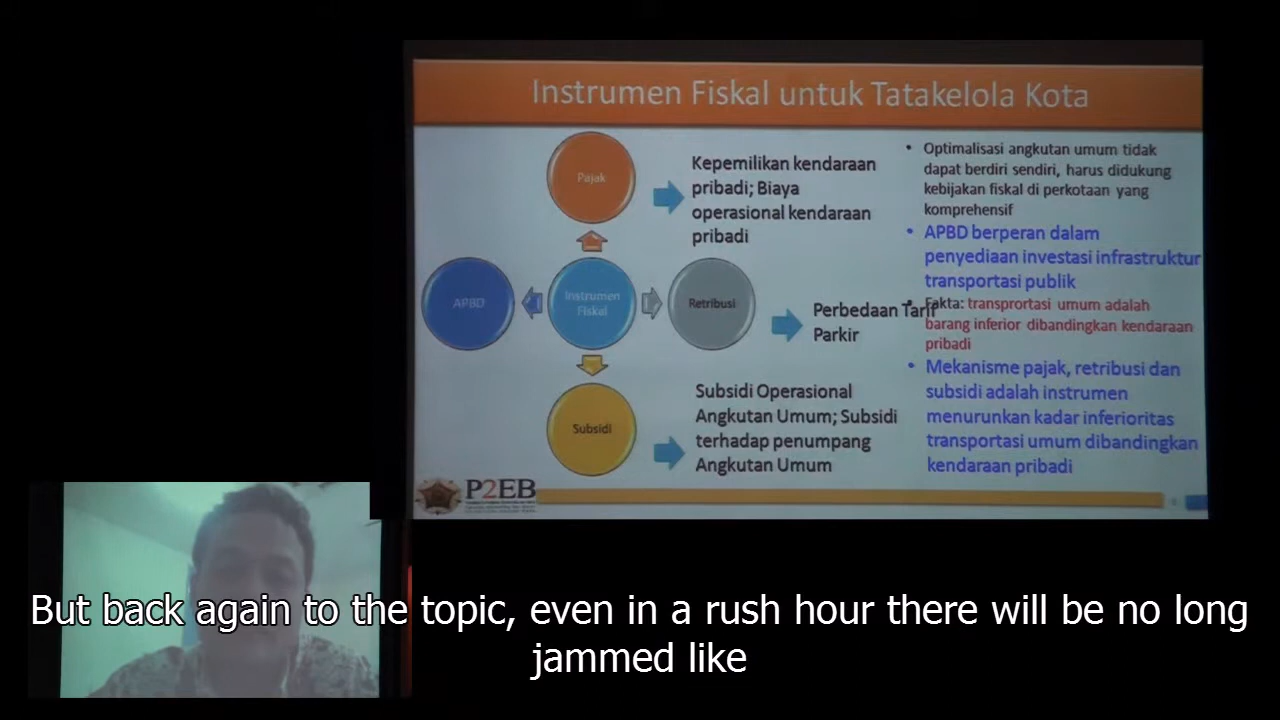 Instrumen Fiskal untuk Tatakelola Kota
Pajak
Kepemilikan kendaraan
pribadi; Biaya
operasional kendaraan
pribadi
APBD
Instrumen
Fiskal
Retribusi
Perbedaan Tarif
Parkir
Subsidi
Subsidi Operasional
Angkutan Umum; Subsidi
terhadap penumpang
Angkutan Umum
• Optimalisasi angkutan umum tidak
dapat berdiri sendiri, harus didukung
kebijakan fiskal di perkotaan yang
komprehensif
• APBD berperan dalam
penyediaan investasi infrastruktur
transportasi publik
• Fakta: transprortasi umum adalah
barang inferior dibandingkan kendaraan
pribadi
• Mekanisme pajak, retribusi dan
subsidi adalah instrumen
menurunkan kadar inferioritas
transportasi umum dibandingkan
kendaraan pribadi
P2EB
But back again to the topic, even in a rush hour there will be no long
jammed like